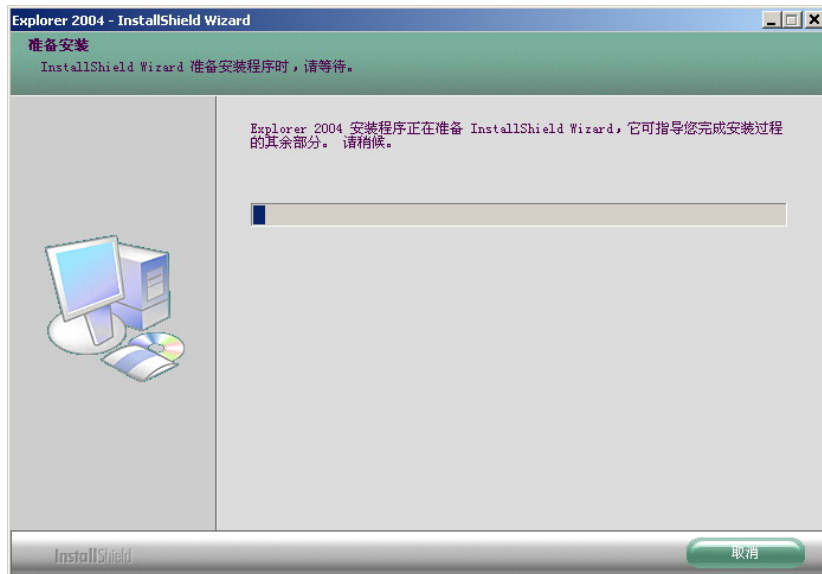 Explorer 2004 - InstallShield Wizard
准备安装
InstallShield Wizard 准备安装程序时，请等待。
Explorer 2004 安装程序正在准备 InstallShield Wizard，它可指导您完成安装过程
的其余部分。 请稍候。
InstallShield
取消